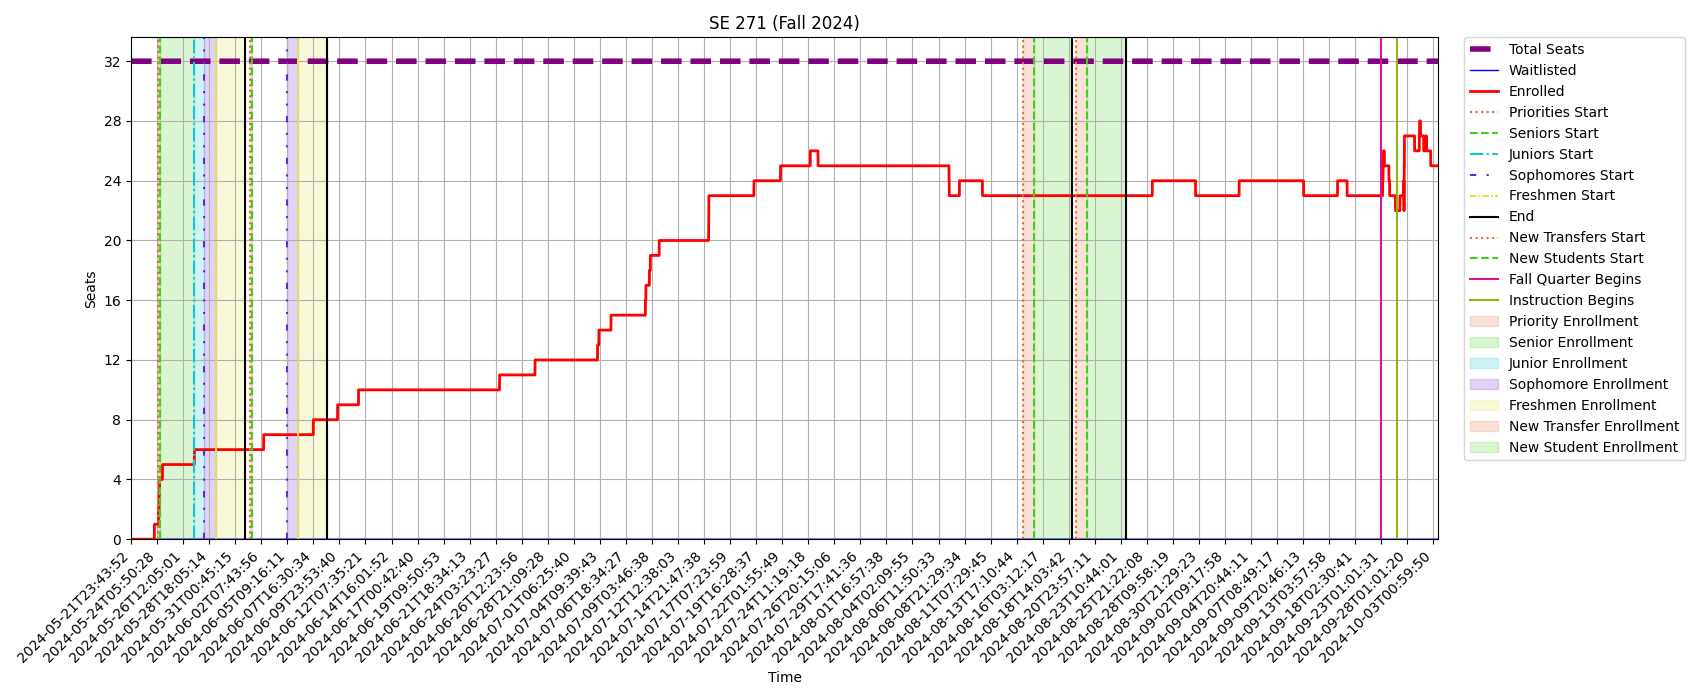 SE 271 (Fall 2024)
Seats
32
28
24
20
16
12
8
4
0
2024-05-21T23:43:52
2024-05-24T05:50:28
2024-05-26T12:05:01
2024-05-28T18:05:14
2024-05-31T00:45:15
2024-06-02T07:43:56
2024-06-05T09:16:11
2024-06-07T16:30:34
2024-06-09T23:53:40
2024-06-12T07:35:21
2024-06-14T16:01:52
2024-06-17T00:42:40
2024-06-19T09:50:53
2024-06-21T18:34:13
2024-06-24T03:23:27
2024-06-26T12:23:56
2024-06-28T21:09:28
2024-07-01T06:25:40
2024-07-04T09:39:43
2024-07-06T18:34:27
2024-07-09T03:46:38
2024-07-12T12:38:03
2024-07-14T21:47:38
2024-07-17T07:23:59
2024-07-19T16:28:37
2024-07-22T01:55:49
2024-07-24T11:19:18
2024-07-26T20:15:06
2024-07-29T17:41:36
2024-08-01T16:57:38
2024-08-04T02:09:55
2024-08-06T11:50:33
2024-08-08T21:29:34
2024-08-11T07:29:45
2024-08-13T17:10:44
2024-08-16T03:12:17
2024-08-18T14:03:42
2024-08-20T23:57:11
2024-08-23T10:44:01
2024-08-25T21:22:08
2024-08-28T09:58:19
2024-08-30T21:29:23
2024-09-02T09:17:58
2024-09-04T20:44:11
2024-09-07T08:49:17
2024-09-09T20:46:13
2024-09-13T03:57:58
2024-09-18T02:30:41
2024-09-23T01:01:31
2024-09-28T01:01:20
2024-10-03T00:59:50
Time
Total Seats
Waitlisted
Enrolled
Priorities Start
Seniors Start
Juniors Start
Sophomores Start
Freshmen Start
End
New Transfers Start
New Students Start
Fall Quarter Begins
Instruction Begins
Priority Enrollment
Senior Enrollment
Junior Enrollment
Sophomore Enrollment
Freshmen Enrollment
New Transfer Enrollment
New Student Enrollment